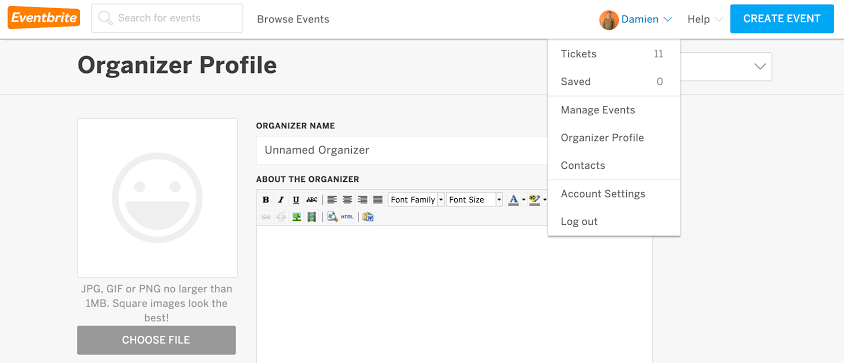 Eventbrite
Search for events
Browse Events
Damien
Help
CREATE EVENT
Tickets 11
Saved 0
Manage Events
Organizer Profile
Contacts
Account Settings
Log out
Organizer Profile
ORGANIZER NAME
Unnamed Organizer
ABOUT THE ORGANIZER
B I U ABC Font Family Font Size A
HTML
JPG, GIF or PNG no larger than
1MB. Square images look the
best!
CHOOSE FILE